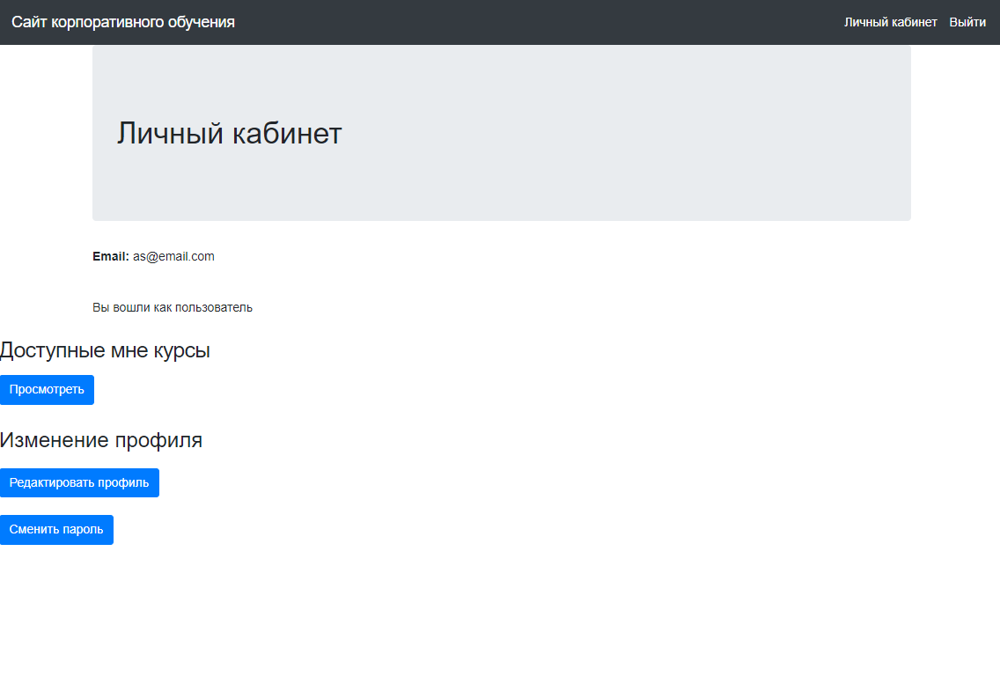 Сайт корпоративного обучения
Личный кабинет Выйти
Личный кабинет
Email: as@email.com
Вы вошли как пользователь
Доступные мне курсы
Просмотреть
Изменение профиля
Редактировать профиль
Сменить пароль